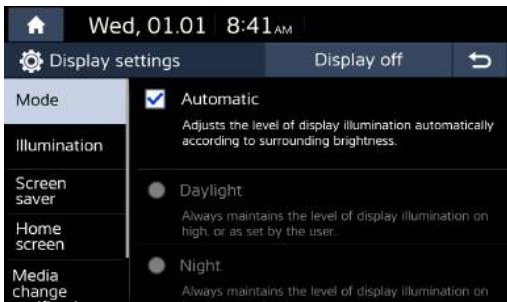 Wed, 01.01 8:41 AM
Display settings Display off
Mode
Illumination
Screen
saver
Home
screen
Media
change
Automatic
Adjusts the level of display illumination automatically
according to surrounding brightness.
Daylight
Always maintains the level of display illumination on
high, or as set by the user.
Night
Always maintains the level of display illumination on